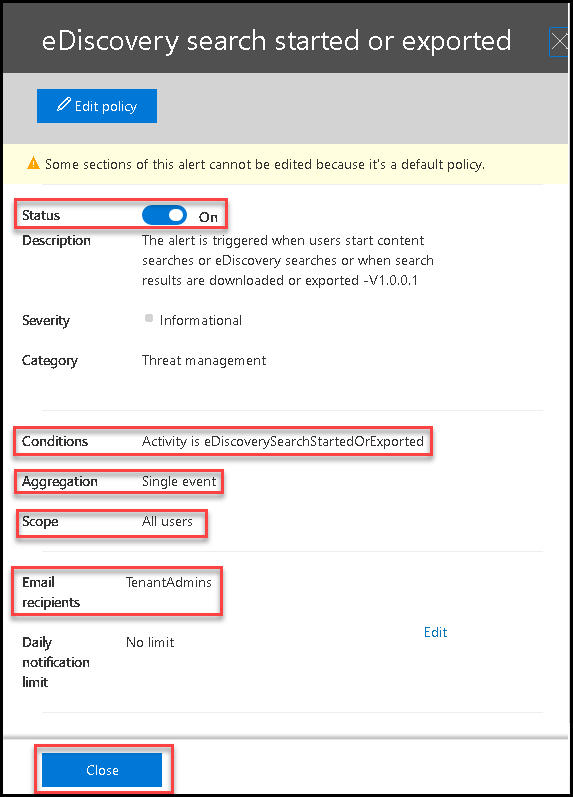 eDiscovery search started or exported
Edit policy
Some sections of this alert cannot be edited because it's a default policy.
Status On
Description The alert is triggered when users start content
searches or eDiscovery searches or when search
results are downloaded or exported -V1.0.0.1
Severity Informational
Category Threat management
Conditions Activity is eDiscoverySearchStartedOrExported
Aggregation Single event
Scope All users
Email TenantAdmins
recipients
Edit
Daily No limit
notification
limit
Close